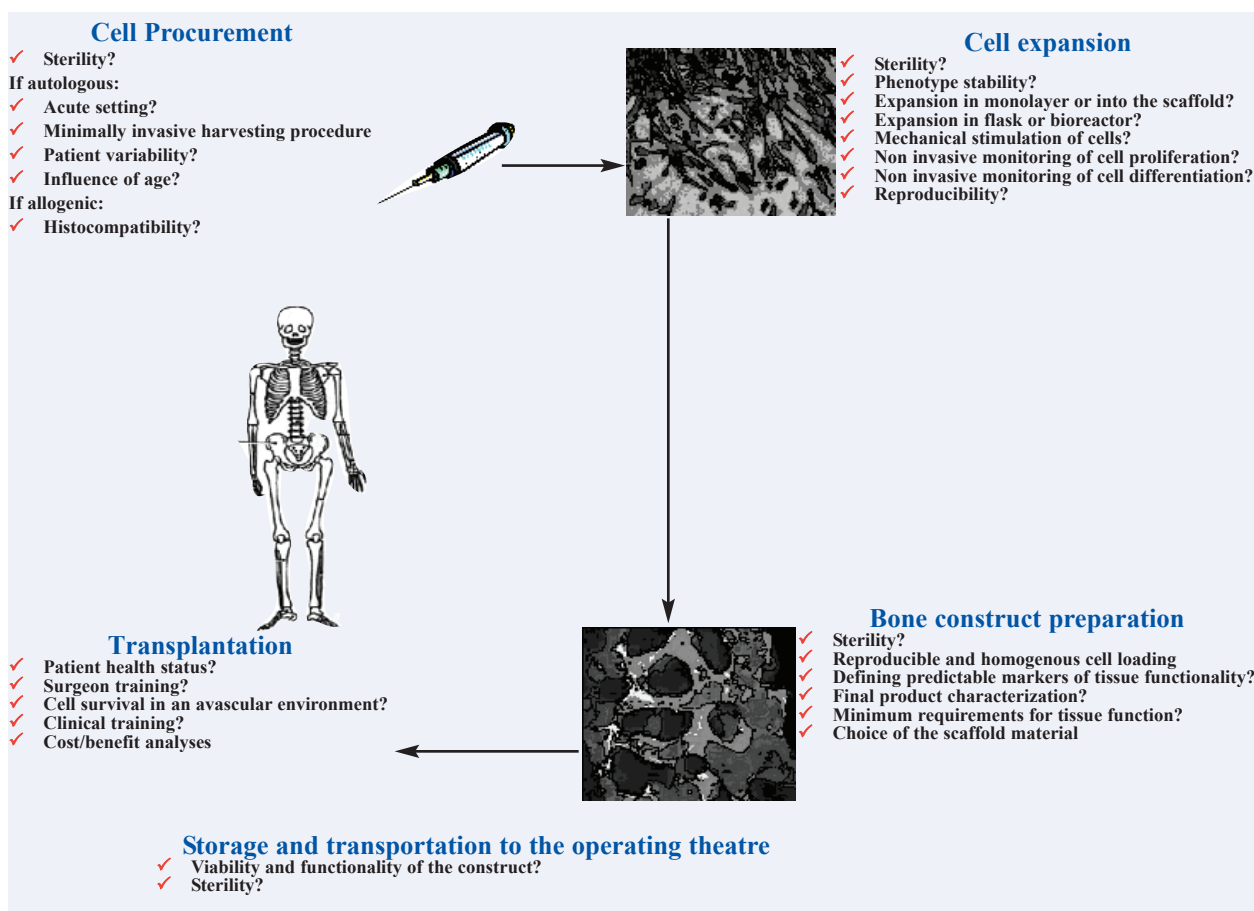 Cell Procurement
✓ Sterility?
If autologous:
✓ Acute setting?
✓ Minimally invasive harvesting procedure
✓ Patient variability?
✓ Influence of age?
If allogenic:
✓ Histocompatibility?
Cell expansion
✓ Sterility?
✓ Phenotype stability?
✓ Expansion in monolayer or into the scaffold?
✓ Expansion in flask or bioreactor?
✓ Mechanical stimulation of cells?
✓ Non invasive monitoring of cell proliferation?
✓ Non invasive monitoring of cell differentiation?
✓ Reproducibility?
Bone construct preparation
✓ Sterility?
✓ Reproducible and homogenous cell loading
✓ Defining predictable markers of tissue functionality?
✓ Final product characterization?
✓ Minimum requirements for tissue function?
✓ Choice of the scaffold material
Transplantation
✓ Patient health status?
✓ Surgeon training?
✓ Cell survival in an avascular environment?
✓ Clinical training?
✓ Cost/benefit analyses
Storage and transportation to the operating theatre
✓ Viability and functionality of the construct?
✓ Sterility?